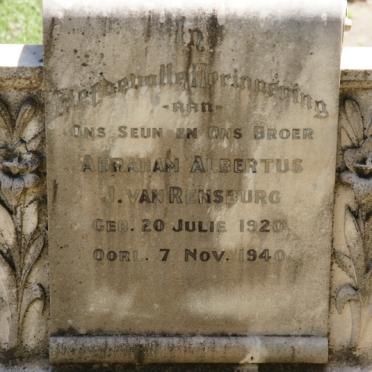 In
Liefdevolle Herinnering
-aan-
Ons Seun en Ons Broer
Abraham Albertus
J. van Rensburg
Geb. 20 Julie 1920
Oorl. 7 Nov. 1940